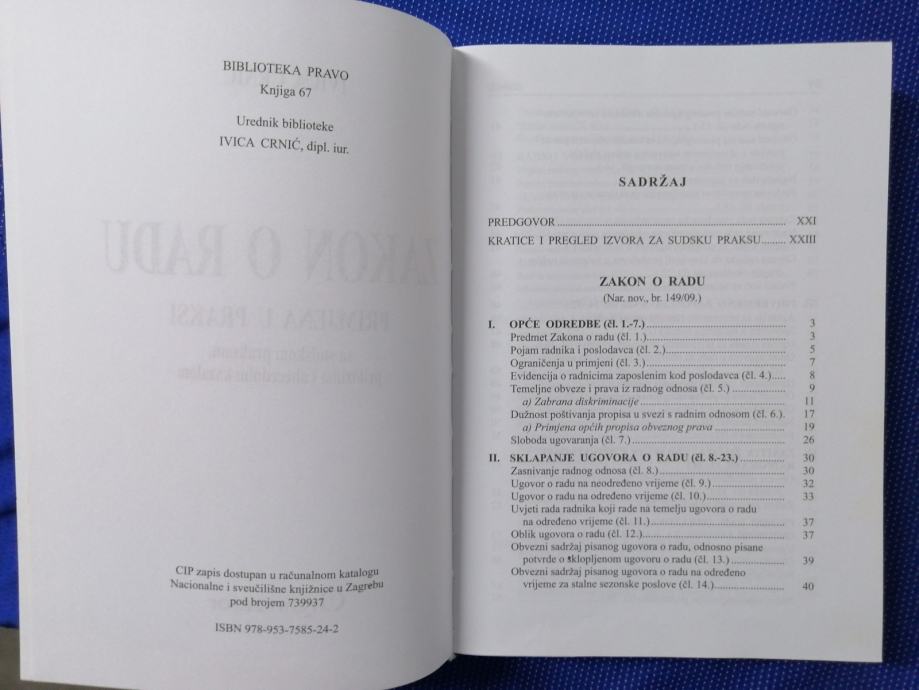 BIBLIOTEKA PRAVO
Knjiga 67
Urednik biblioteke
IVICA CRNIĆ, dipl. iur.
CIP zapis dostupan u računalnom katalogu
Nacionalne i sveučilišne knjižnice u Zagrebu
pod brojem 739937
ISBN 978-953-7585-24-2
SADRŽAJ
PREDGOVOR ........ XXI
KRATICE I PREGLED IZVORA ZA SUDSKU PRAKSU ........ XXIII
ZAKON O RADU
(Nar. nov., br. 149/09.)
I. OPĆE ODREDBE (čl. 1.-7.) ........ 3
Predmet Zakona o radu (čl. 1.) ........ 3
Pojam radnika i poslodavca (čl. 2.) ........ 5
Ograničenja u primjeni (čl. 3.) ........ 7
Evidencija o radnicima zaposlenim kod poslodavca (čl. 4.) ..... 8
Temeljne obveze i prava iz radnog odnosa (čl. 5.) ........ 9
a) Zabrana diskriminacije ........ 11
Dužnost poštivanja propisa u svezi s radnim odnosom (čl. 6.). 17
a) Primjena općih propisa obveznog prava ........ 19
Sloboda ugovaranja (čl. 7.) ........ 26
II. SKLAPANJE UGOVORA O RADU (čl. 8.-23.) ........ 30
Zasnivanje radnog odnosa (čl. 8.) ........ 30
Ugovor o radu na neodređeno vrijeme (čl. 9.) ........ 32
Ugovor o radu na određeno vrijeme (čl. 10.) ........ 33
Uvjeti rada radnika koji rade na temelju ugovora o radu
na određeno vrijeme (čl. 11.) ........ 37
Oblik ugovora o radu (čl. 12.) ........ 37
Obvezni sadržaj pisanog ugovora o radu, odnosno pisane
potvrde o sklopljenom ugovoru o radu (čl. 13.) ........ 39
Obvezni sadržaj pisanog ugovora o radu na određeno
vrijeme za stalne sezonske poslove (čl. 14.) ........ 40